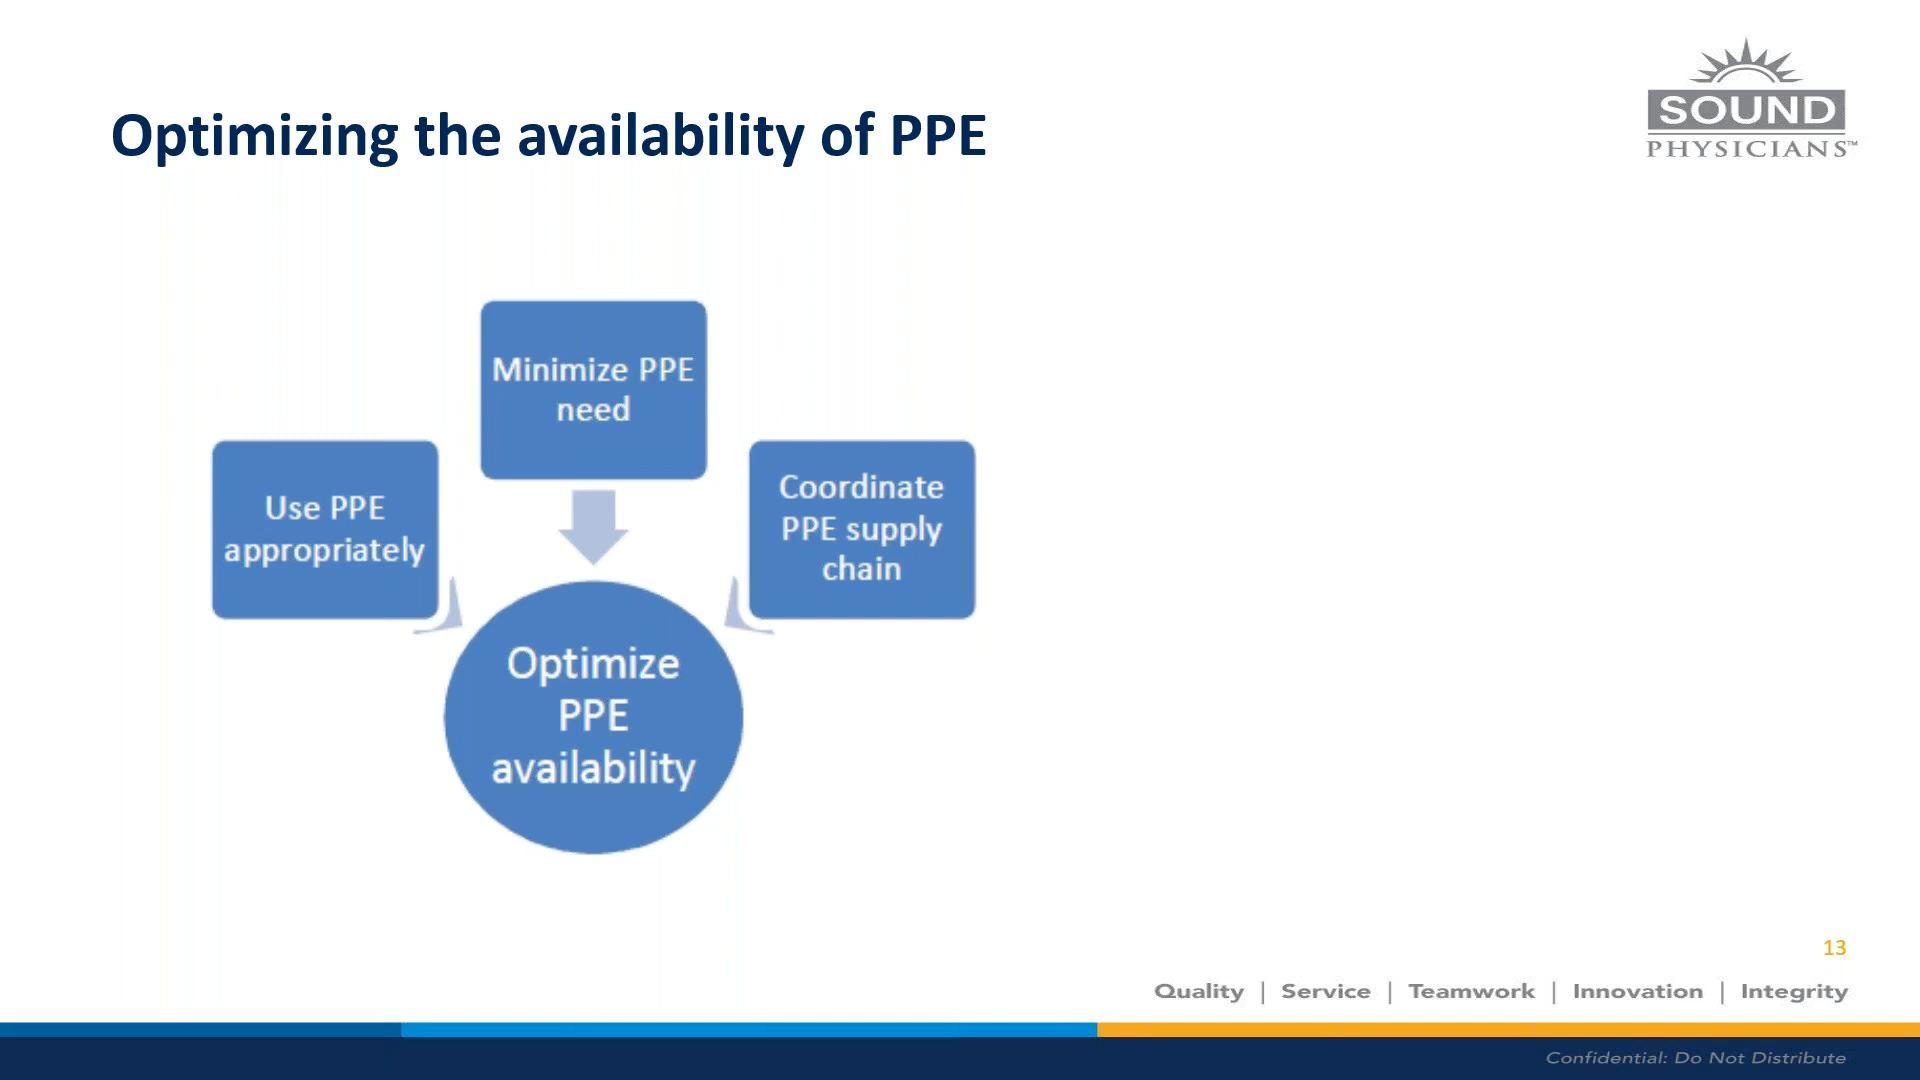 Optimizing the availability of PPE
SOUND
PHYSICIANS™
Minimize PPE
need
Use PPE
appropriately
Coordinate
PPE supply
chain
Optimize
PPE
availability
13
Quality | Service | Teamwork | Innovation | Integrity
Confidential: Do Not Distribute